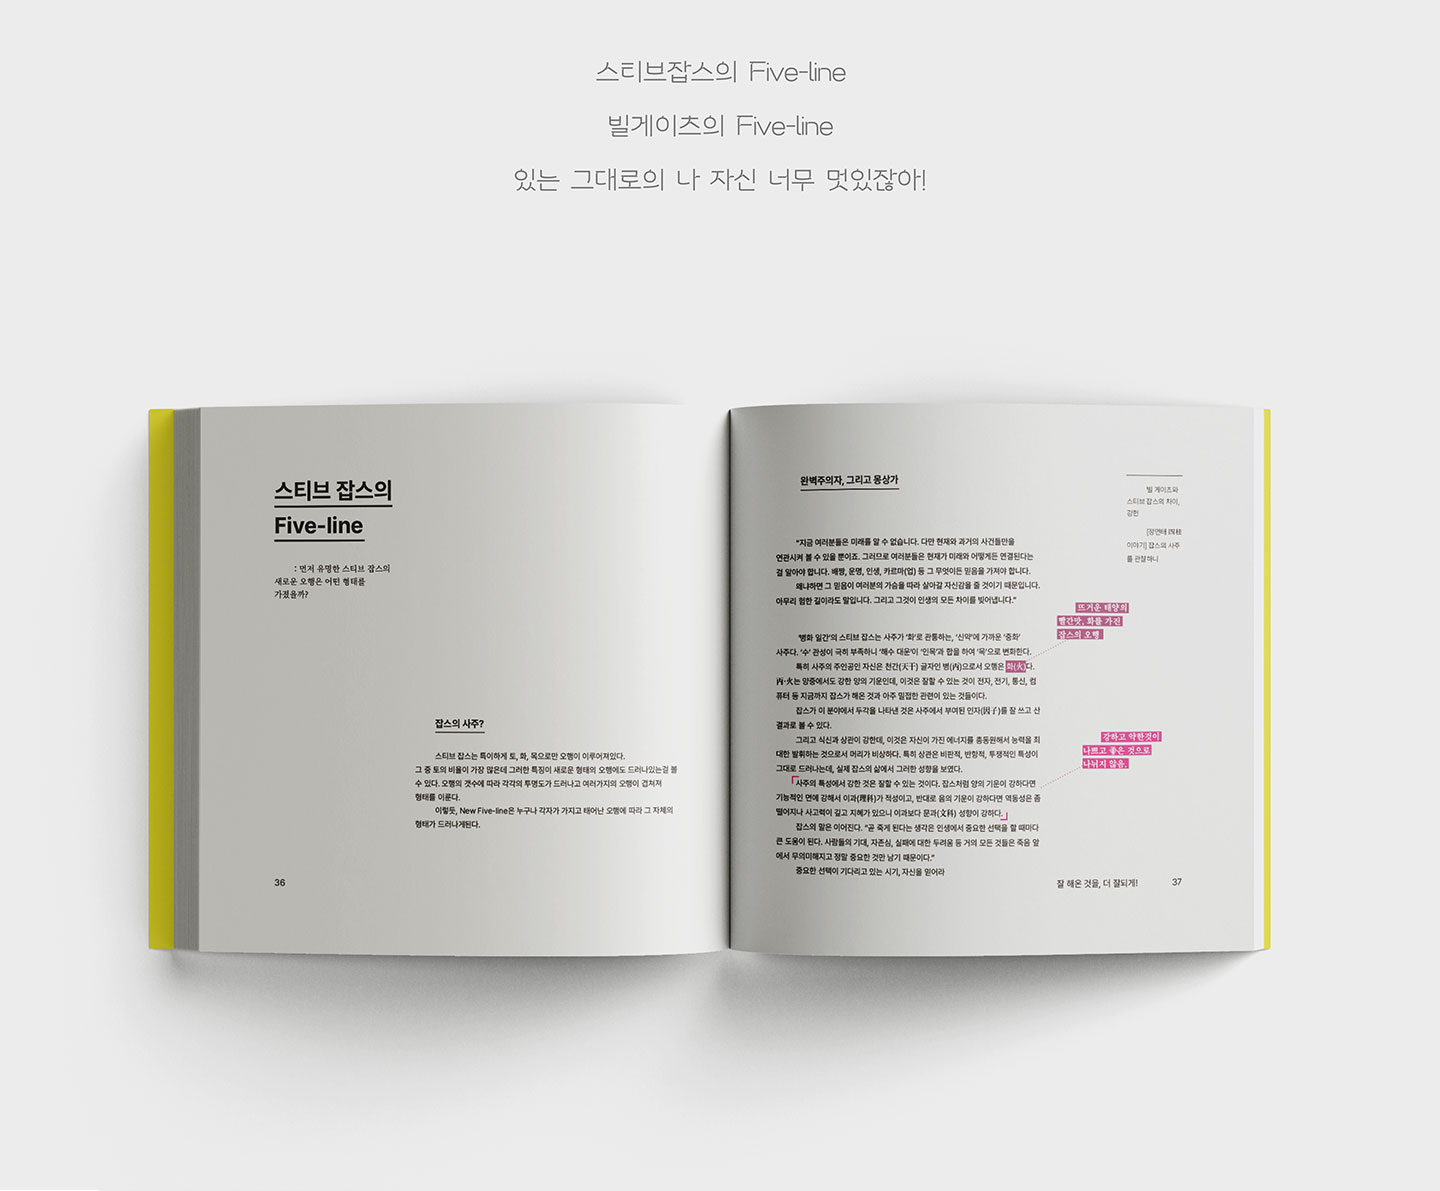 스티브잡스의 Five-line
빌게이츠의 Five-line
있는 그대로의 나 자신 너무 멋있잖아!
스티브 잡스의
Five-line
: 먼저 유명한 스티브 잡스의
새로운 오행은 어떤 형태를
가졌을까?
잡스의 사주?
스티브 잡스는 특이하게 토, 화, 목으로만 오행이 이루어져있다.
그 중 토의 비율이 가장 많은데 그러한 특징이 새로운 형태의 오행에도 드러나있는걸 볼
수 있다. 오행의 갯수에 따라 각각의 투명도가 드러나고 여러가지의 오행이 겹쳐져
형태를 이룬다.
이렇듯, New Five-line은 누구나 각자가 가지고 태어난 오행에 따라 그 자체의
형태가 드러나게된다.
36
완벽주의자, 그리고 몽상가
“지금 여러분들은 미래를 알 수 없습니다. 다만 현재와 과거의 사건들만을
연관시켜 볼 수 있을 뿐이죠. 그러므로 여러분들은 현재가 미래와 어떻게든 연결된다는
걸 알아야 합니다. 배짱, 운명, 인생, 카르마(업) 등 그 무엇이든 믿음을 가져야 합니다.
왜냐하면 그 믿음이 여러분의 가슴을 따라 살아갈 자신감을 줄 것이기 때문입니다.
아무리 험한 길이라도 말입니다. 그리고 그것이 인생의 모든 차이를 빚어냅니다.”
‘병화 일간’의 스티브 잡스는 사주가 ‘화’로 관통하는, ‘신약’에 가까운 ‘중화’
사주다. ‘수’ 관성이 극히 부족하니 ‘해수 대운’이 ‘인목’과 합을 하여 ‘목’으로 변화한다.
특히 사주의 주인공인 자신은 천간(天干) 글자인 병(丙)으로서 오행은 화(火)다.
丙·火는 양중에서도 강한 양의 기운인데, 이것은 잘할 수 있는 것이 전자, 전기, 통신, 컴
퓨터 등 지금까지 잡스가 해온 것과 아주 밀접한 관련이 있는 것들이다.
잡스가 이 분야에서 두각을 나타낸 것은 사주에서 부여된 인자(因子)를 잘 쓰고 산
결과로 볼 수 있다.
그리고 식신과 상관이 강한데, 이것은 자신이 가진 에너지를 총동원해서 능력을 최
대한 발휘하는 것으로서 머리가 비상하다. 특히 상관은 비판적, 반항적, 투쟁적인 특성이
그대로 드러나는데, 실제 잡스의 삶에서 그러한 성향을 보였다.
사주의 특성에서 강한 것은 잘할 수 있는 것이다. 잡스처럼 양의 기운이 강하다면
기능적인 면에 강해서 이과(理科)가 적성이고, 반대로 음의 기운이 강하다면 역동성은 좀
떨어지나 사고력이 깊고 지혜가 있으니 이과보다 문과(文科) 성향이 강하다.
잡스의 말은 이어진다. “곧 죽게 된다는 생각은 인생에서 중요한 선택을 할 때마다
큰 도움이 된다. 사람들의 기대, 자존심, 실패에 대한 두려움 등 거의 모든 것들은 죽음 앞
에서 무의미해지고 정말 중요한 것만 남기 때문이다.”
중요한 선택이 기다리고 있는 시기, 자신을 믿어라
빌 게이츠와
스티브 잡스의 차이,
강헌
[장연태 四柱
이야기] 잡스의 사주
를 관찰하니
뜨거운 태양의
빨간맛, 화를 가진
잡스의 오행
강하고 약한것이
나쁘고 좋은 것으로
나뉘지 않음.
잘 해온 것을, 더 잘되게!
37